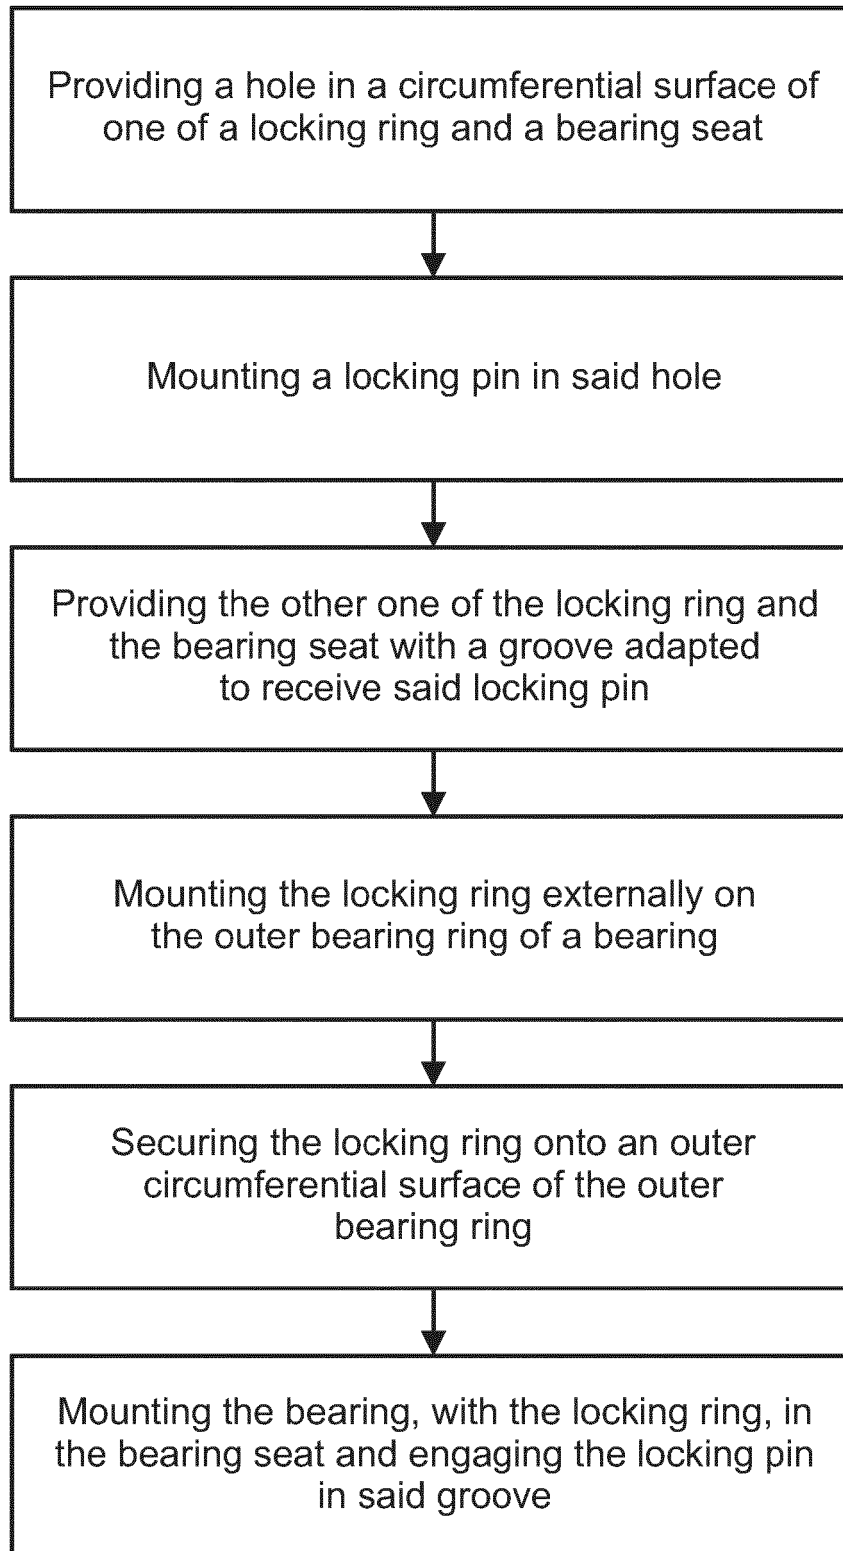 Providing a hole in a circumferential surface of
one of a locking ring and a bearing seat
Mounting a locking pin in said hole
Providing the other one of the locking ring and
the bearing seat with a groove adapted
to receive said locking pin
Mounting the locking ring externally on
the outer bearing ring of a bearing
Securing the locking ring onto an outer
circumferential surface of the outer
bearing ring
Mounting the bearing, with the locking ring, in
the bearing seat and engaging the locking pin
in said groove